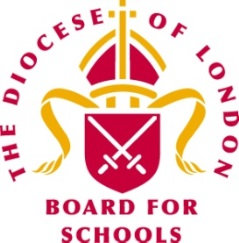 THE DIOCESE OF LONDON
BOARD FOR
SCHOOLS